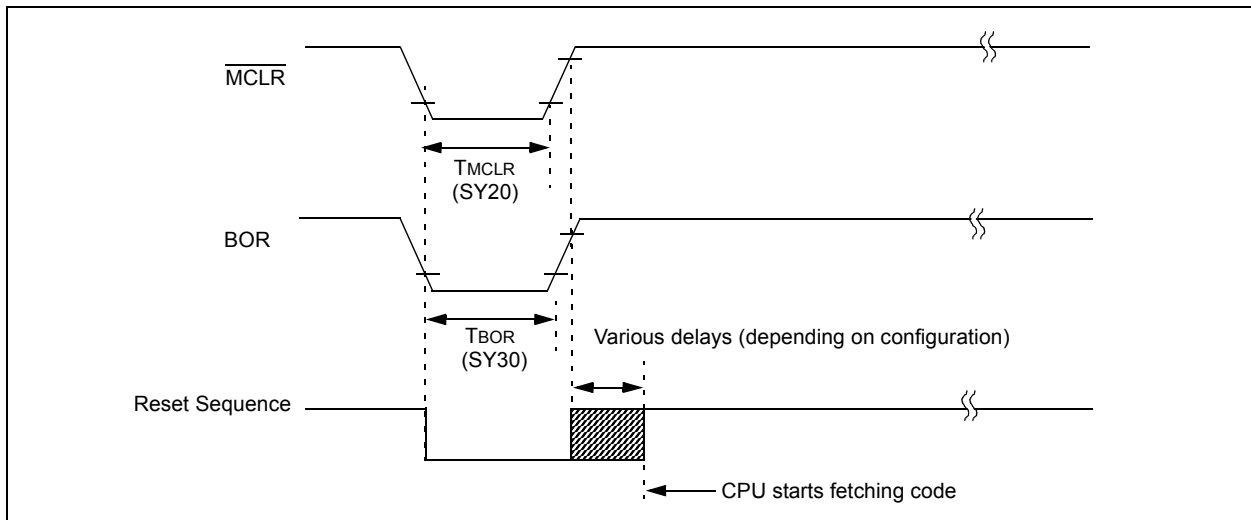 MCLR
TMCLR
(SY20)
BOR
TBOR
(SY30)
Various delays (depending on configuration)
Reset Sequence
CPU starts fetching code